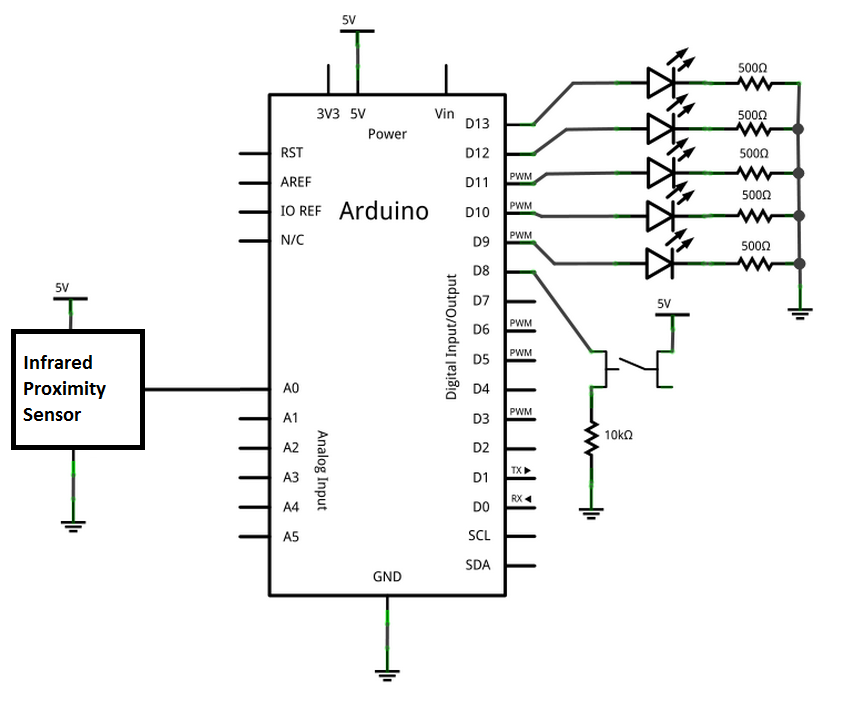 5V
3V3 5V Vin
Power
Arduino
RST
AREF
IO REF
N/C
A0
A1
A2
A3
A4
A5
Analog Input
D13
D12
PWM D11
PWM D10
PWM D9
D8
D7
PWM D6
PWM D5
D4
PWM D3
D2
TX D1
RX D0
SCL
SDA
Digital Input/Output
GND
5V
Infrared
Proximity
Sensor
500Ω
500Ω
500Ω
500Ω
500Ω
5V
10kΩ